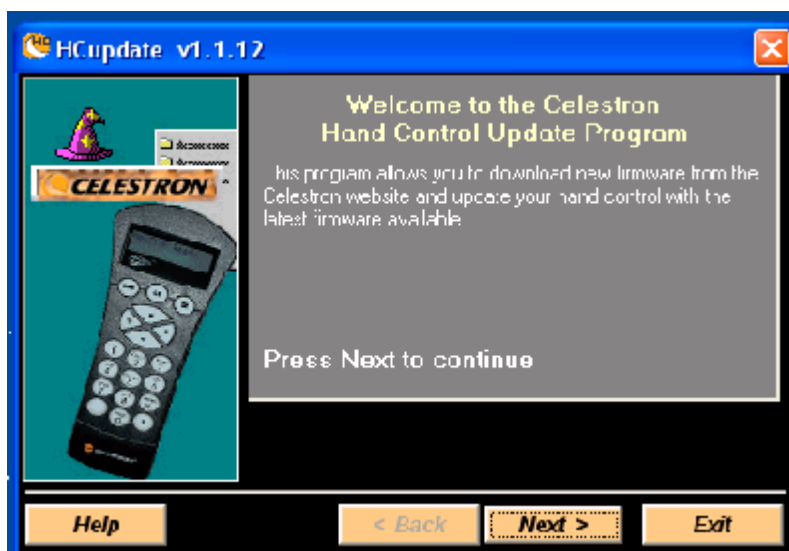 HCupdate v1.1.12
Welcome to the Celestron
Hand Control Update Program
This program allows you to download new firmware from the
Celestron website and update your hand control with the
latest firmware available
CELESTRON
Press Next to continue
Help
< Back
Next >
Exit